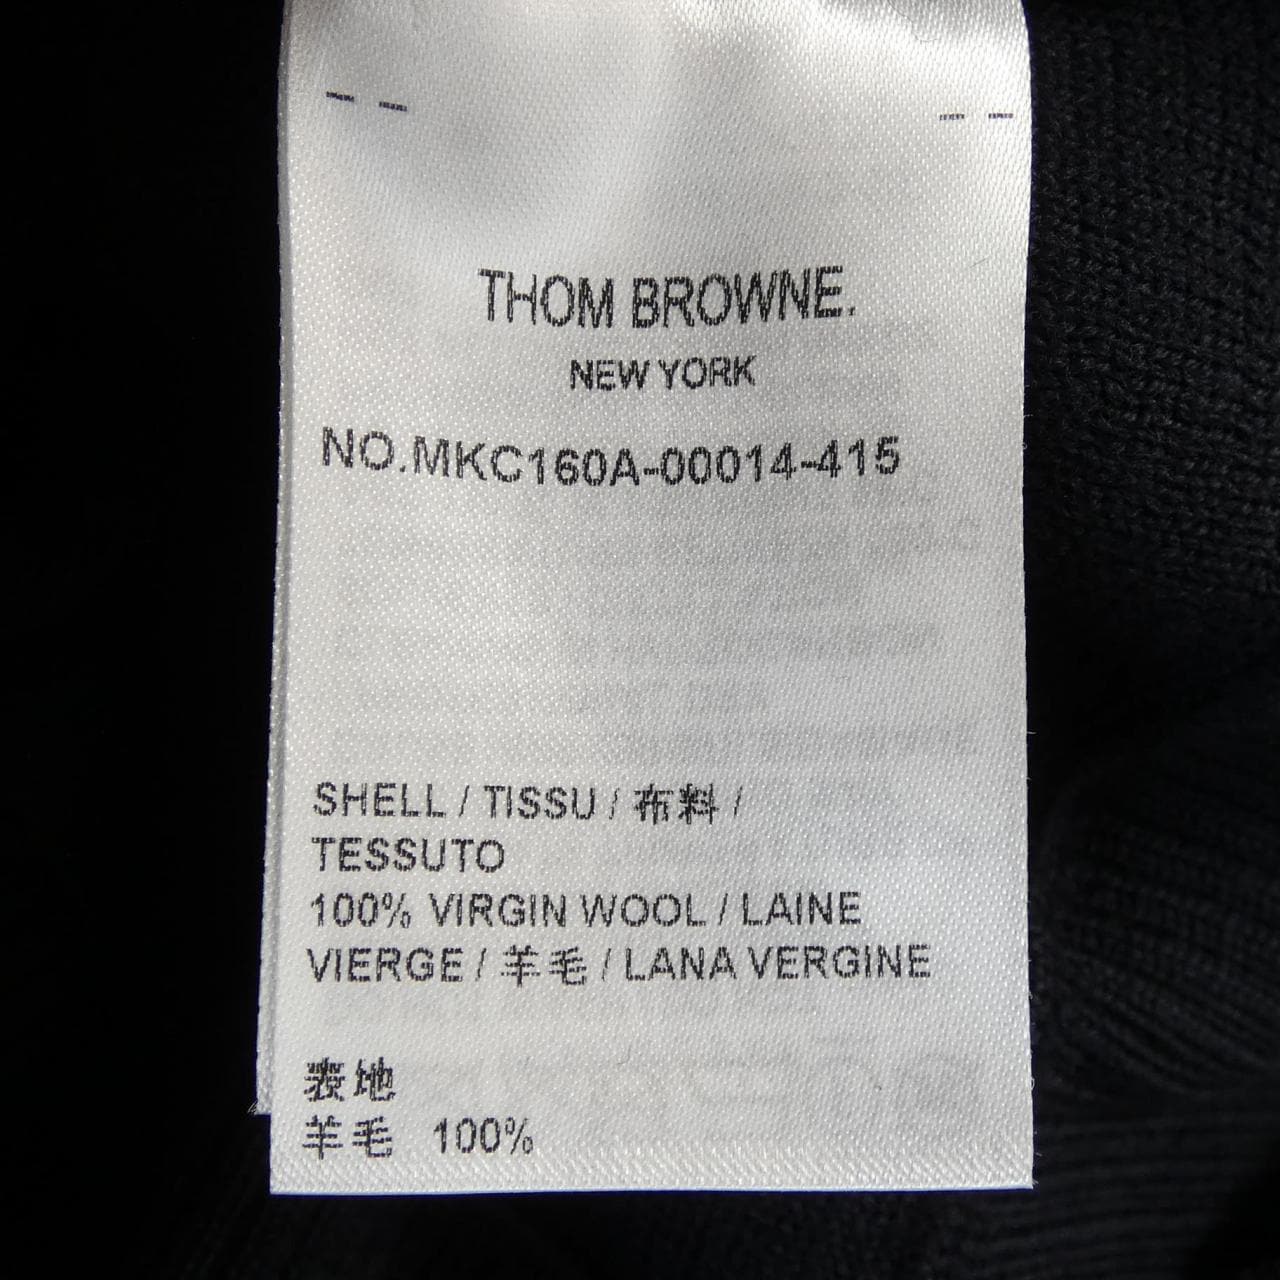 THOM BROWNE.
NEW YORK
NO.MKC160A-00014-415
SHELL / TISSU / 布料 /
TESSUTO
100% VIRGIN WOOL / LAINE
VIERGE / 羊毛 / LANA VERGINE
表地
羊毛 100%